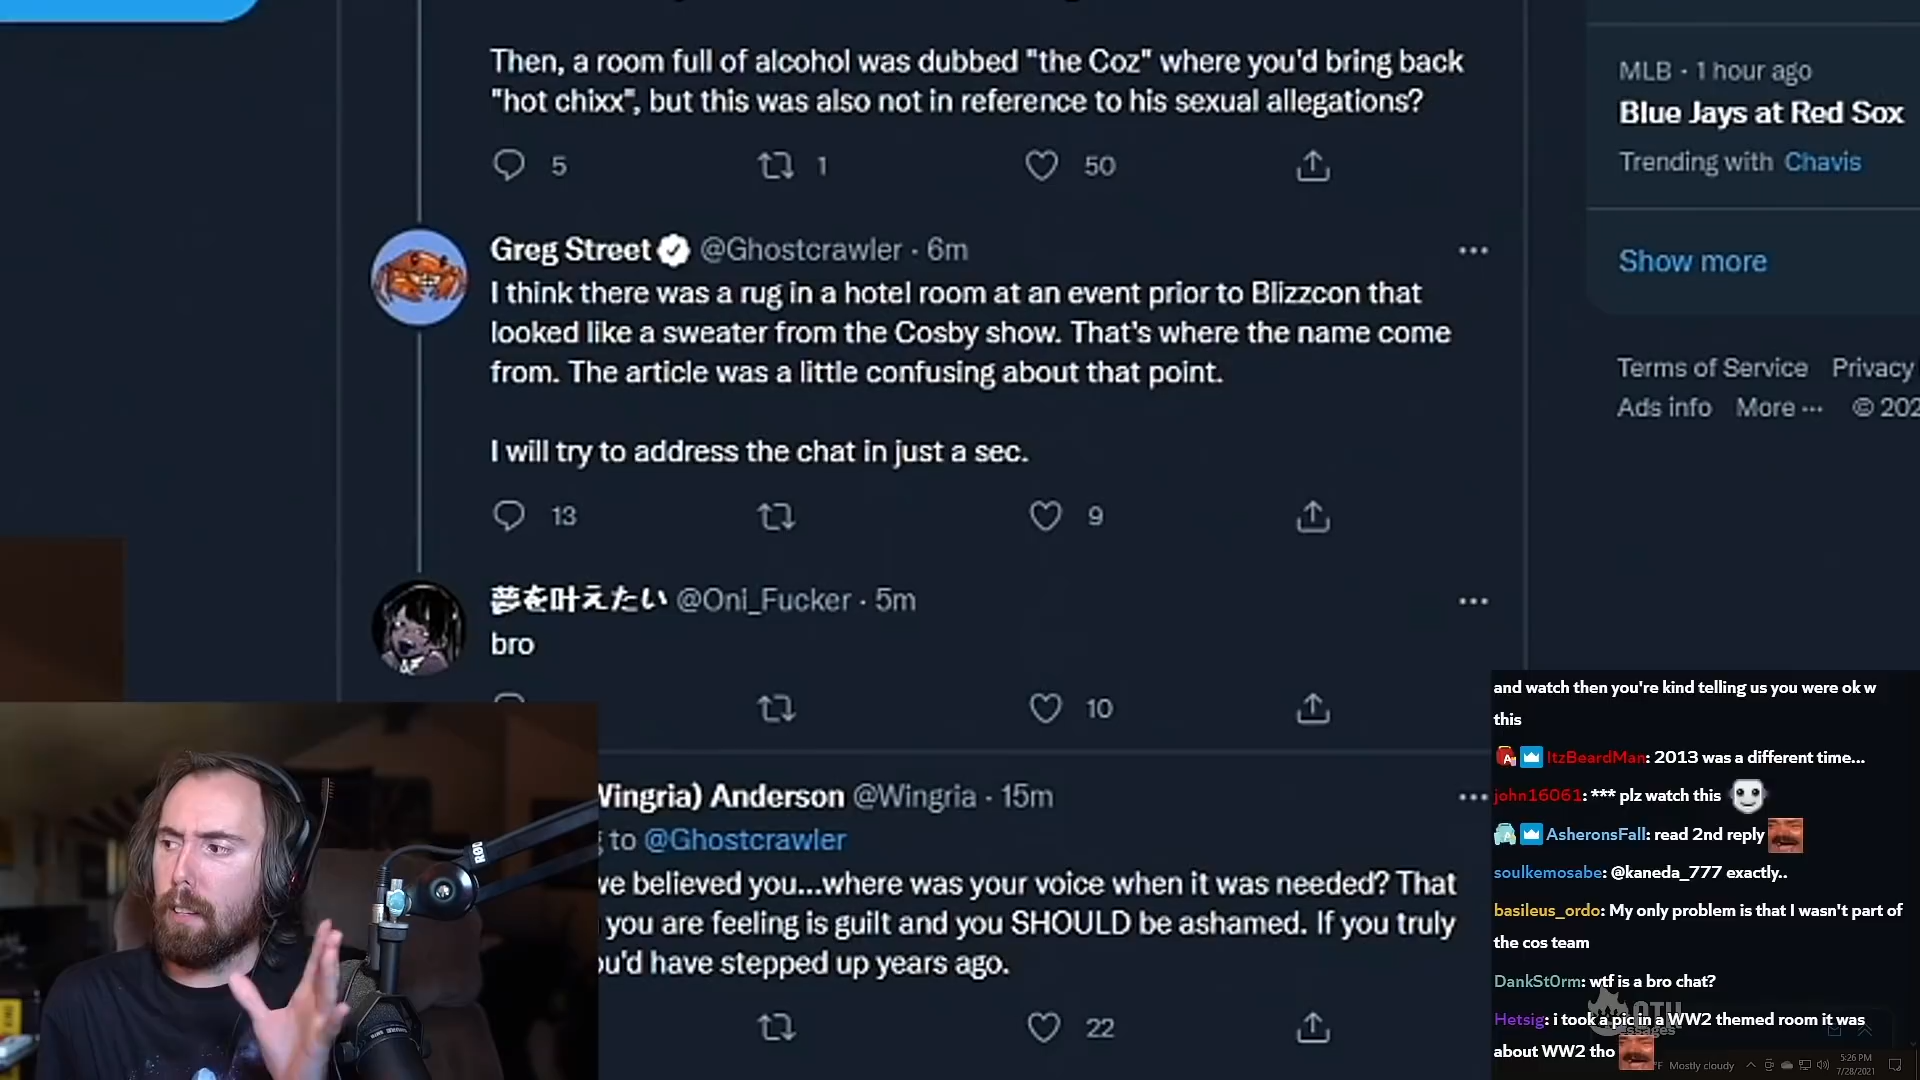 Then, a room full of alcohol was dubbed "the Coz" where you'd bring back
"hot chixx", but this was also not in reference to his sexual allegations?
5 1 50
Greg Street @Ghostcrawler · 6m ...
I think there was a rug in a hotel room at an event prior to Blizzcon that
looked like a sweater from the Cosby show. That's where the name come
from. The article was a little confusing about that point.
I will try to address the chat in just a sec.
13 9
夢を叶えたい @Oni_Fucker · 5m ...
bro
10
Wingria) Anderson @Wingria · 15m ...
to @Ghostcrawler
ve believed you...where was your voice when it was needed? That
you are feeling is guilt and you SHOULD be ashamed. If you truly
ou'd have stepped up years ago.
22
MLB · 1 hour ago
Blue Jays at Red Sox
Trending with Chavis
Show more
Terms of Service Privacy
Ads info More ... © 202
and watch then you're kind telling us you were ok w
this
ItzBeardMan: 2013 was a different time...
john16061: *** plz watch this
AsheronsFall: read 2nd reply
soulkemosabe: @kaneda_777 exactly..
basileus_ordo: My only problem is that I wasn't part of
the cos team
DankSt0rm: wtf is a bro chat?
Hetsig: i took a pic in a WW2 themed room it was
about WW2 tho
°F Mostly cloudy
5:26 PM
7/28/2021